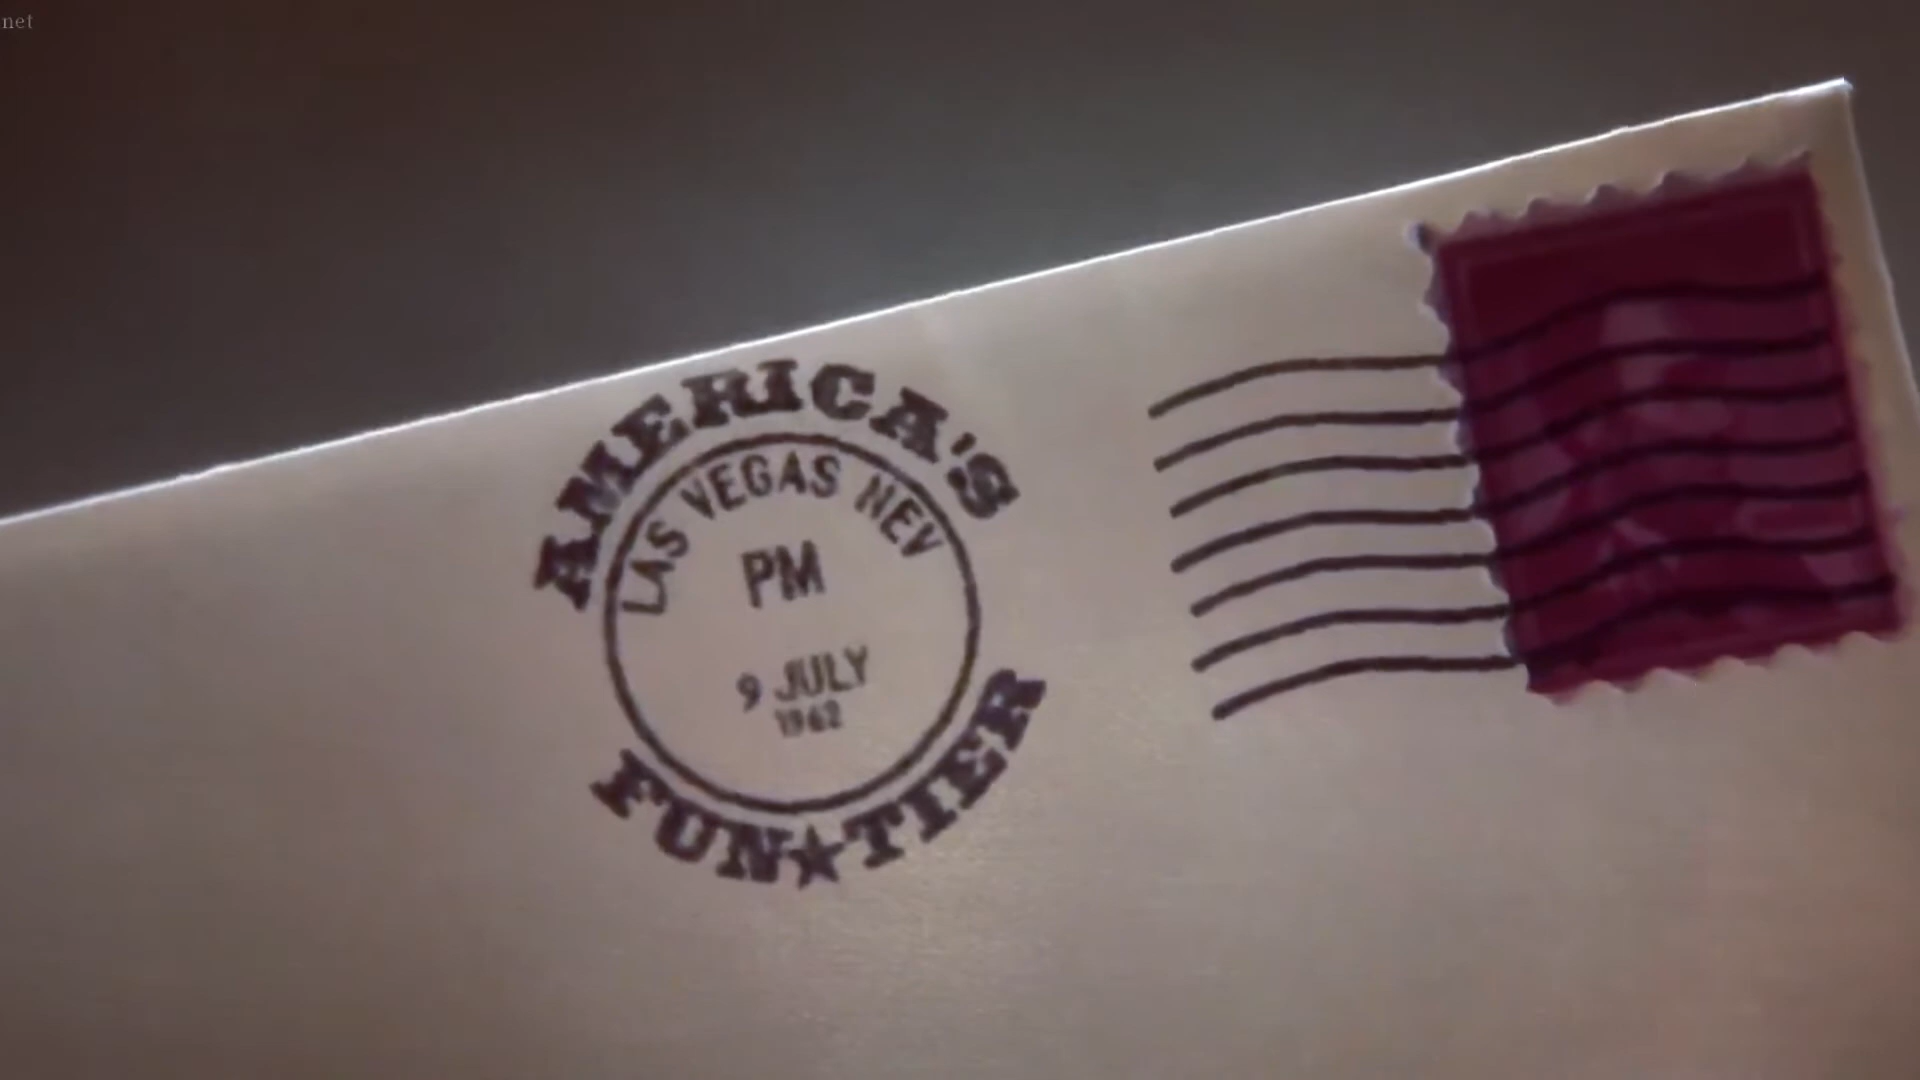 net
AMERICA'S
LAS VEGAS NEV
PM
9 JULY
1962
FUN★TIER